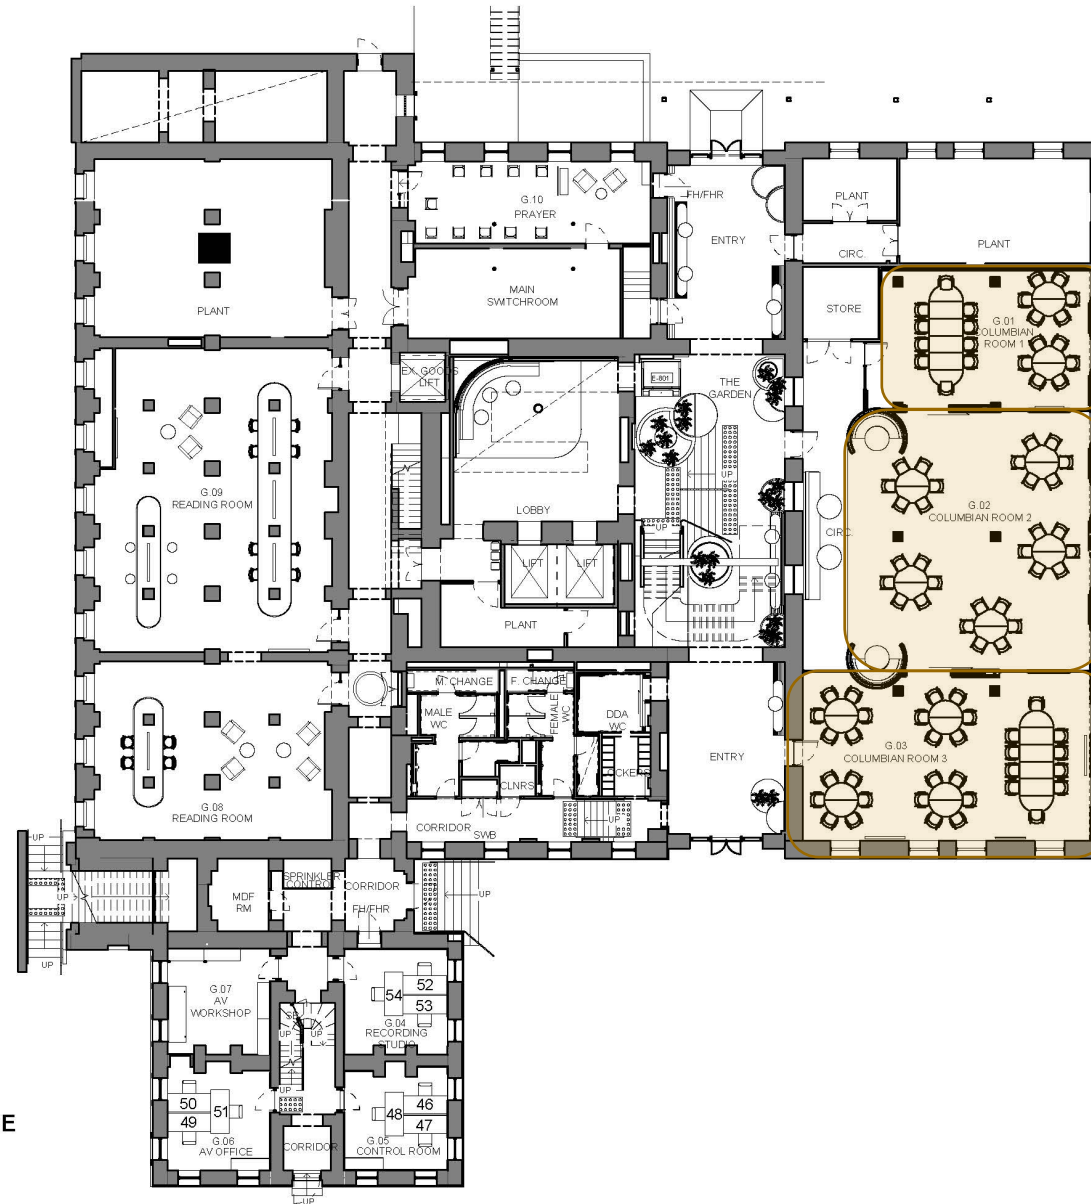 G.10
PRAYER
FH/FHR
ENTRY
PLANT
CIRC.
PLANT
MAIN
SWITCHROOM
PLANT
STORE
G.01
COLUMBIAN
ROOM 1
EX. GOODS
LIFT
E-801
THE
GARDEN
UP
G.09
READING ROOM
LOBBY
UP
G.02
COLUMBIAN ROOM 2
CIRC.
LIFT
LIFT
PLANT
M. CHANGE
F. CHANGE
MALE
WC
FEMALE
WC
DDA
WC
G.03
COLUMBIAN ROOM 3
ENTRY
CLNRS
LOCKERS
G.08
READING ROOM
CORRIDOR
SWB
UP
UP
SPRINKLER
CONTROL
CORRIDOR
MDF
RM
FH/FHR
UP
UP
UP
G.07
AV
WORKSHOP
52
54
53
G.04
RECORDING
STUDIO
UP
UP
UP
50
51
49
G.06
AV OFFICE
46
48
47
G.05
CONTROL ROOM
CORRIDOR
UP
E